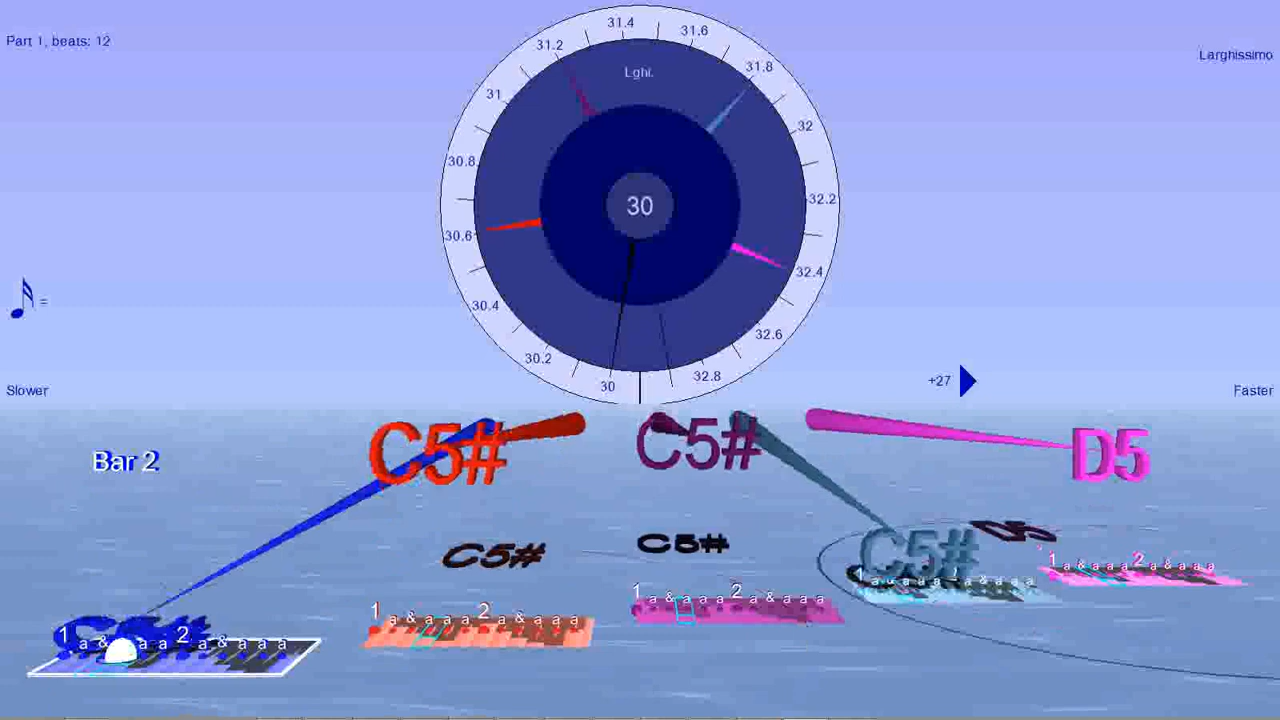 Part 1, beats: 12
Larghissimo
Lghi.
31.4
31.2
31.6
31
31.8
30.8
32
30.6
32.2
30.4
32.4
30.2
32.6
30
32.8
30
=
Slower
+27
Faster
Bar 2
C5#
C5#
D5
C5#
C5#
C5#
D5
1 a & a a a 2 a & a a a
1 a & a a a 2 a & a a a
1 a & a a a 2 a & a a a